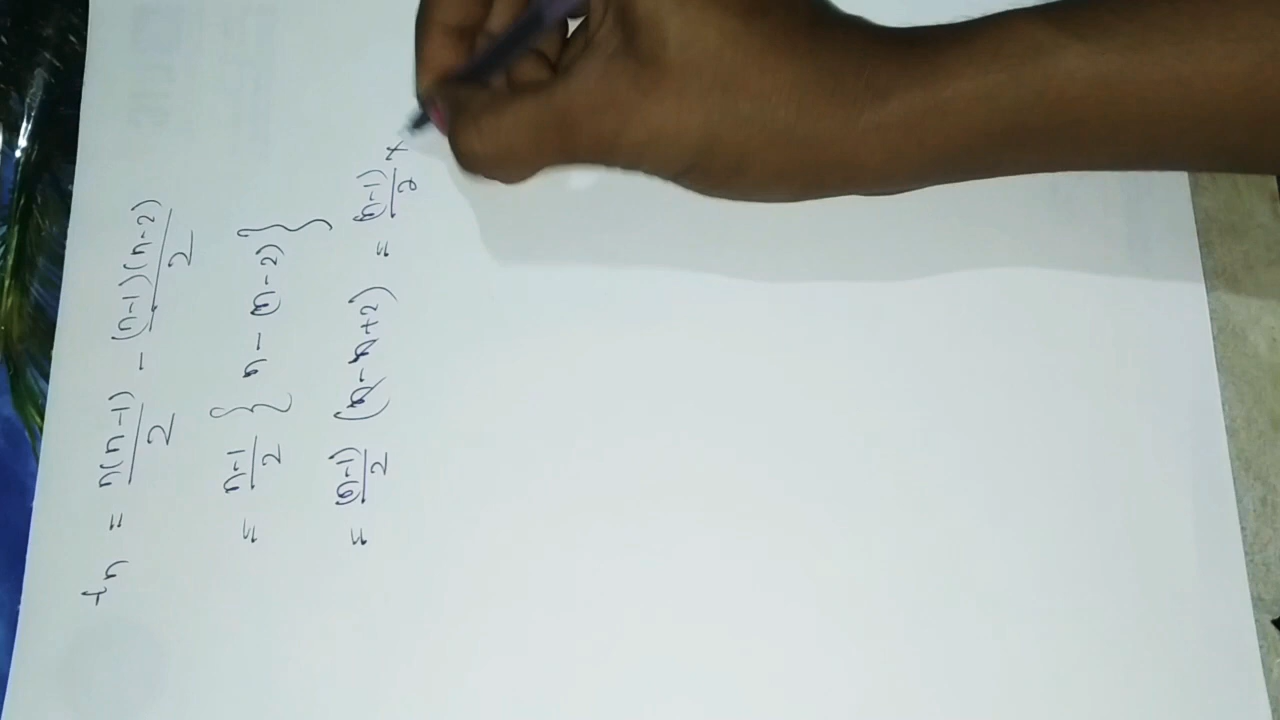 tn = n(n-1)/2 - (n-1)(n-2)/2
= n-1/2 { n - (n-2) }
= (n-1)/2 (n - n + 2) = (n-1)/2 ×